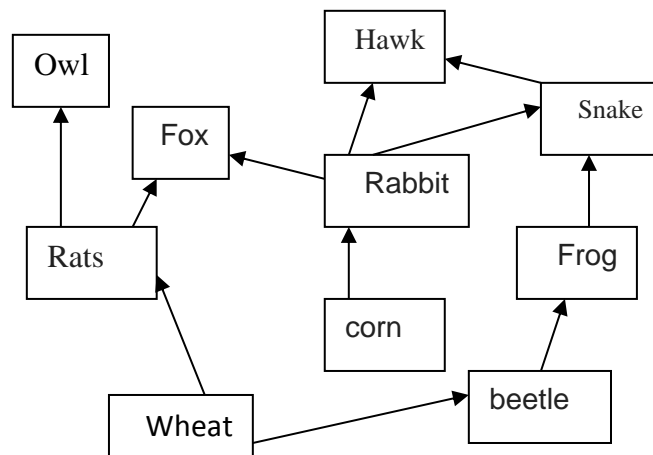 Hawk
Owl
Snake
Fox
Rabbit
Rats
Frog
corn
beetle
Wheat